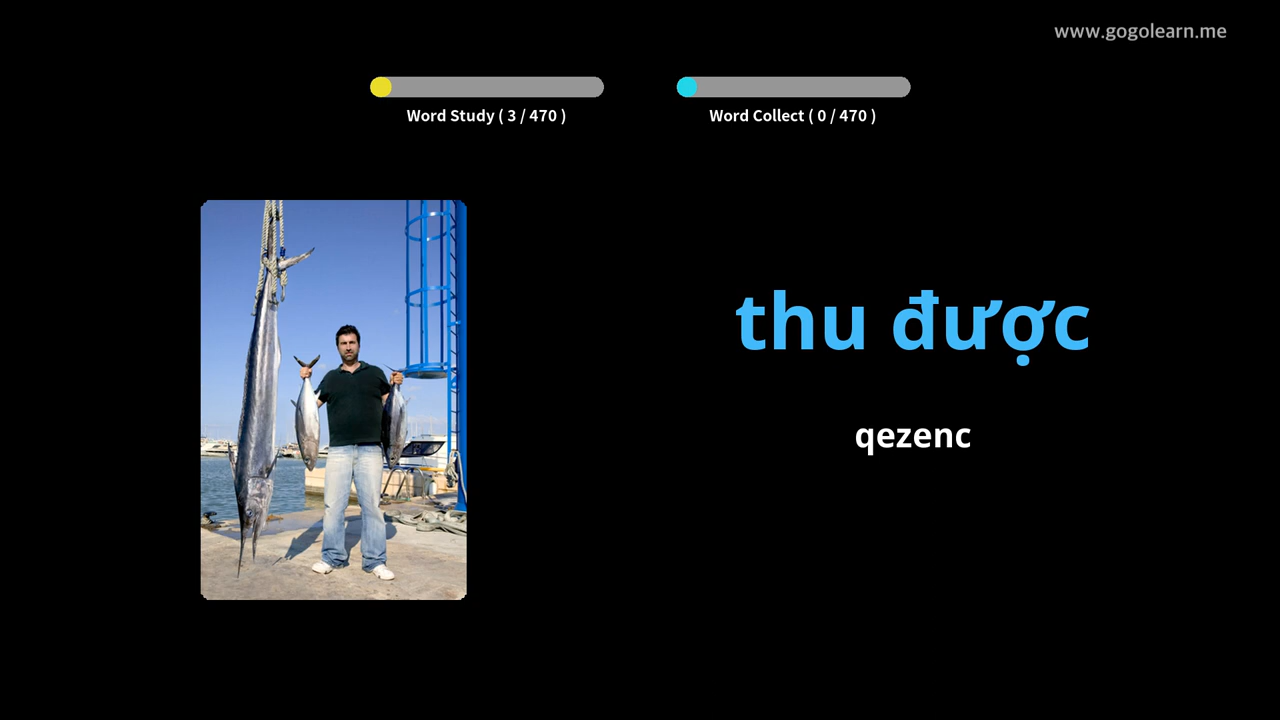 www.gogolearn.me
Word Study ( 3 / 470 )
Word Collect ( 0 / 470 )
thu được
qezenc